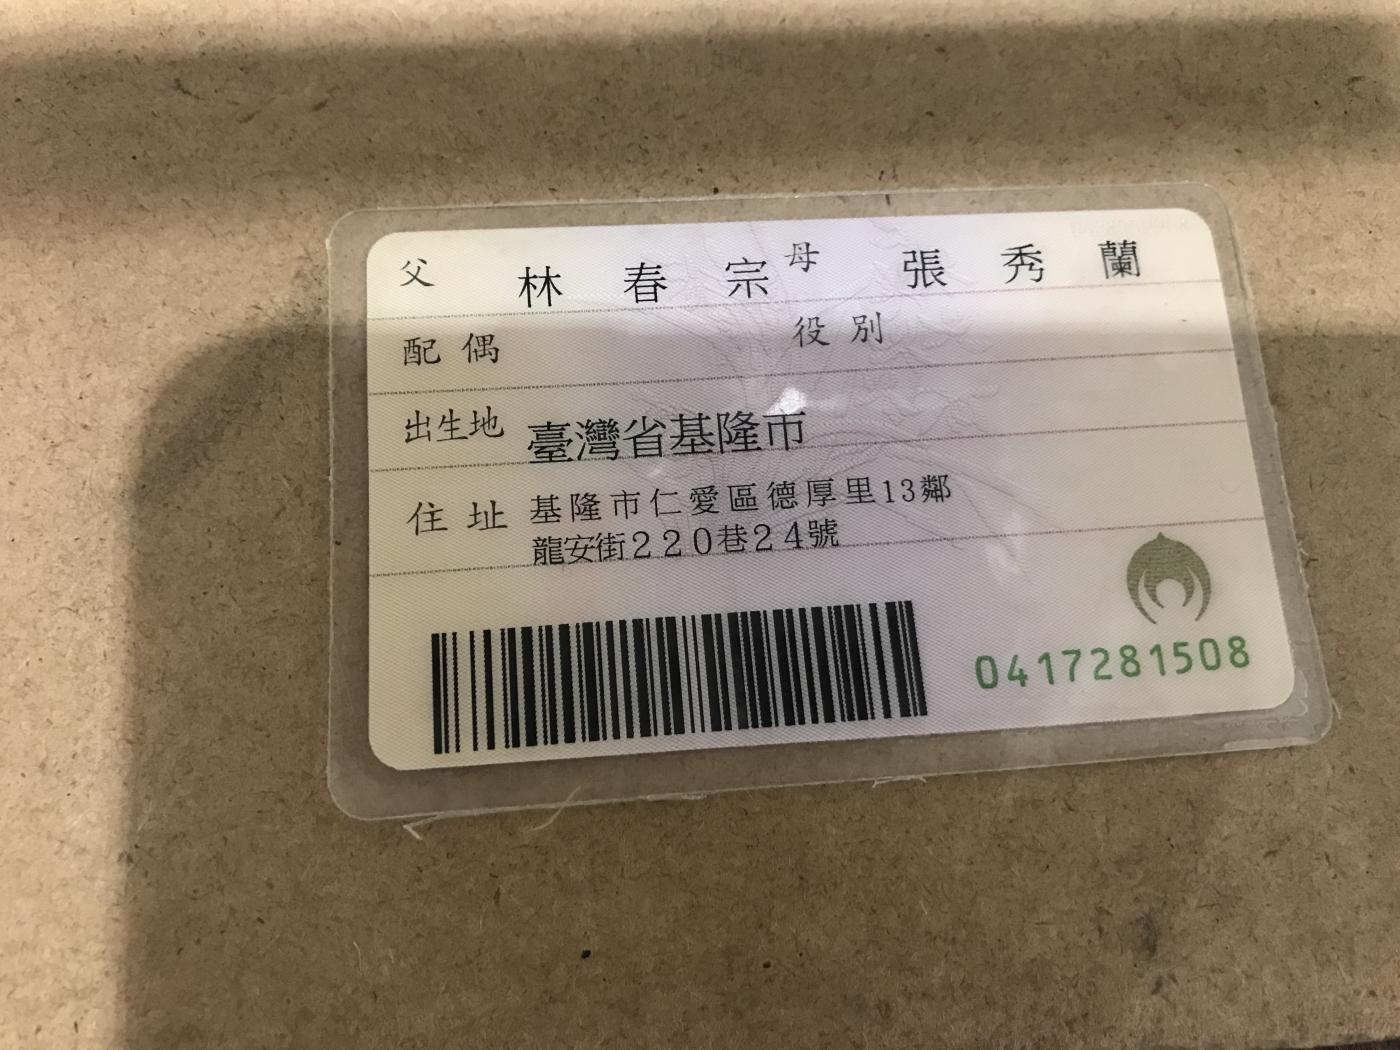 父 林春宗 母 張秀蘭
配偶 役別
出生地 臺灣省基隆市
住址 基隆市仁愛區德厚里13鄰
龍安街220巷24號
0417281508